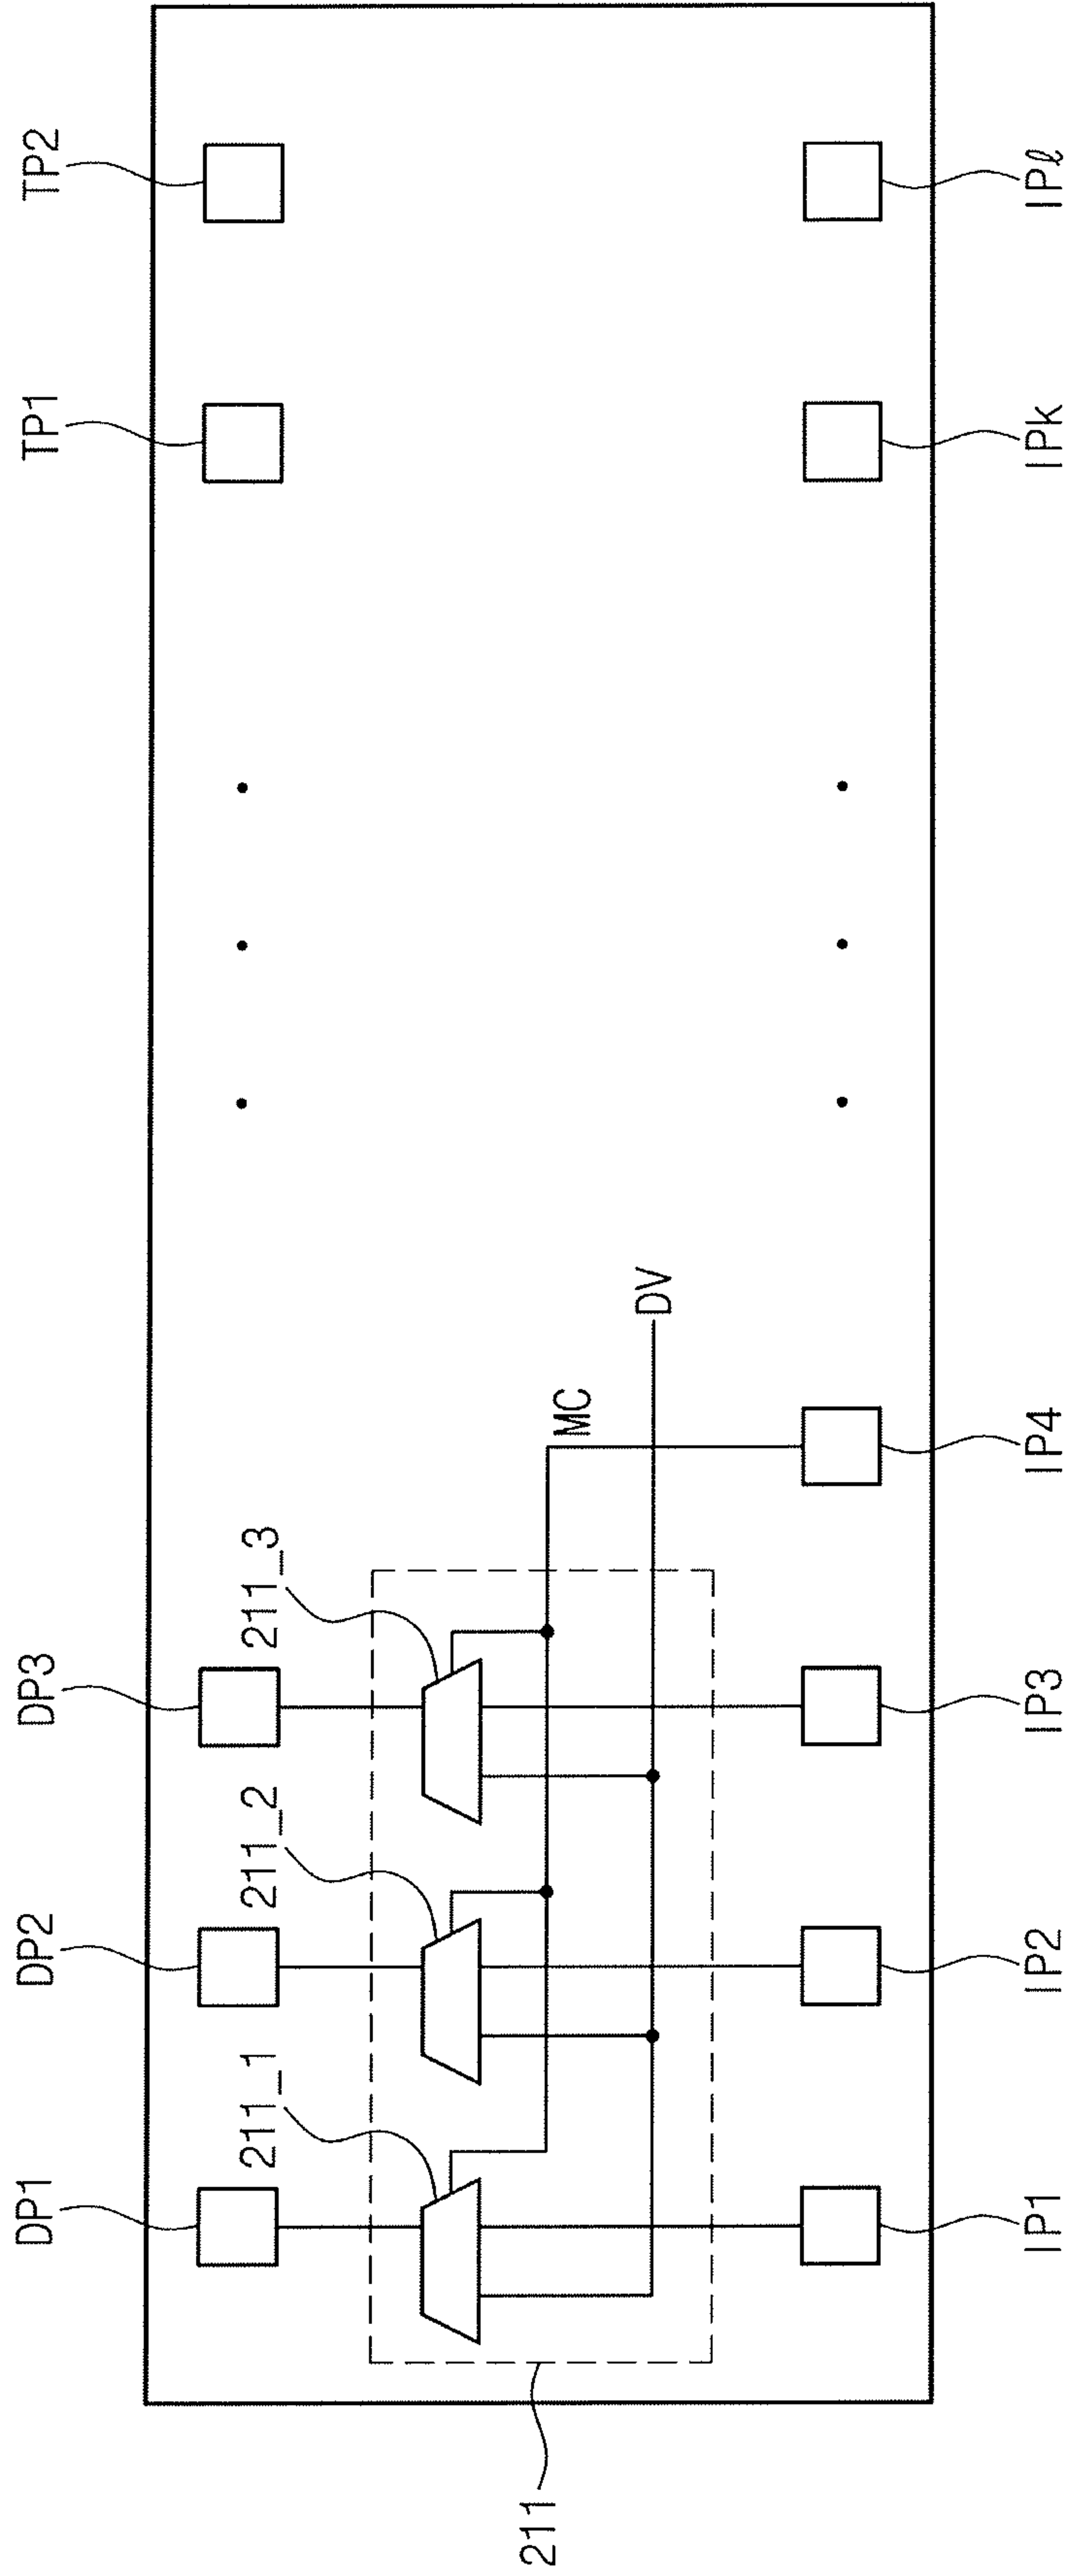 DP1
DP2
DP3
TP1
TP2
211_1
211_2
211_3
MC
DV
211
IP1
IP2
IP3
IP4
IPk
IPℓ